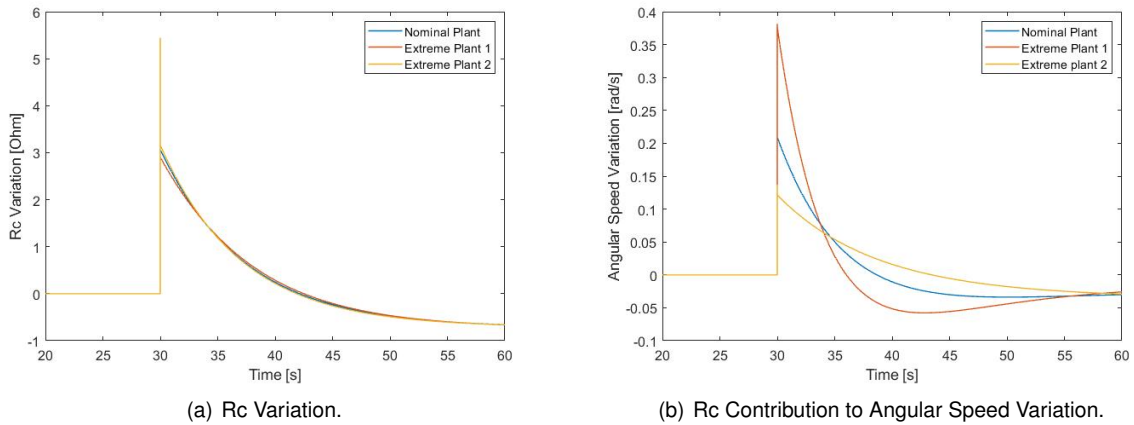 6
5
4
3
2
1
0
-1
Rc Variation [Ohm]
20 25 30 35 40 45 50 55 60
Time [s]
Nominal Plant
Extreme Plant 1
Extreme Plant 2
(a) Rc Variation.
0.4
0.35
0.3
0.25
0.2
0.15
0.1
0.05
0
-0.05
-0.1
Angular Speed Variation [rad/s]
20 25 30 35 40 45 50 55 60
Time [s]
Nominal Plant
Extreme Plant 1
Extreme plant 2
(b) Rc Contribution to Angular Speed Variation.